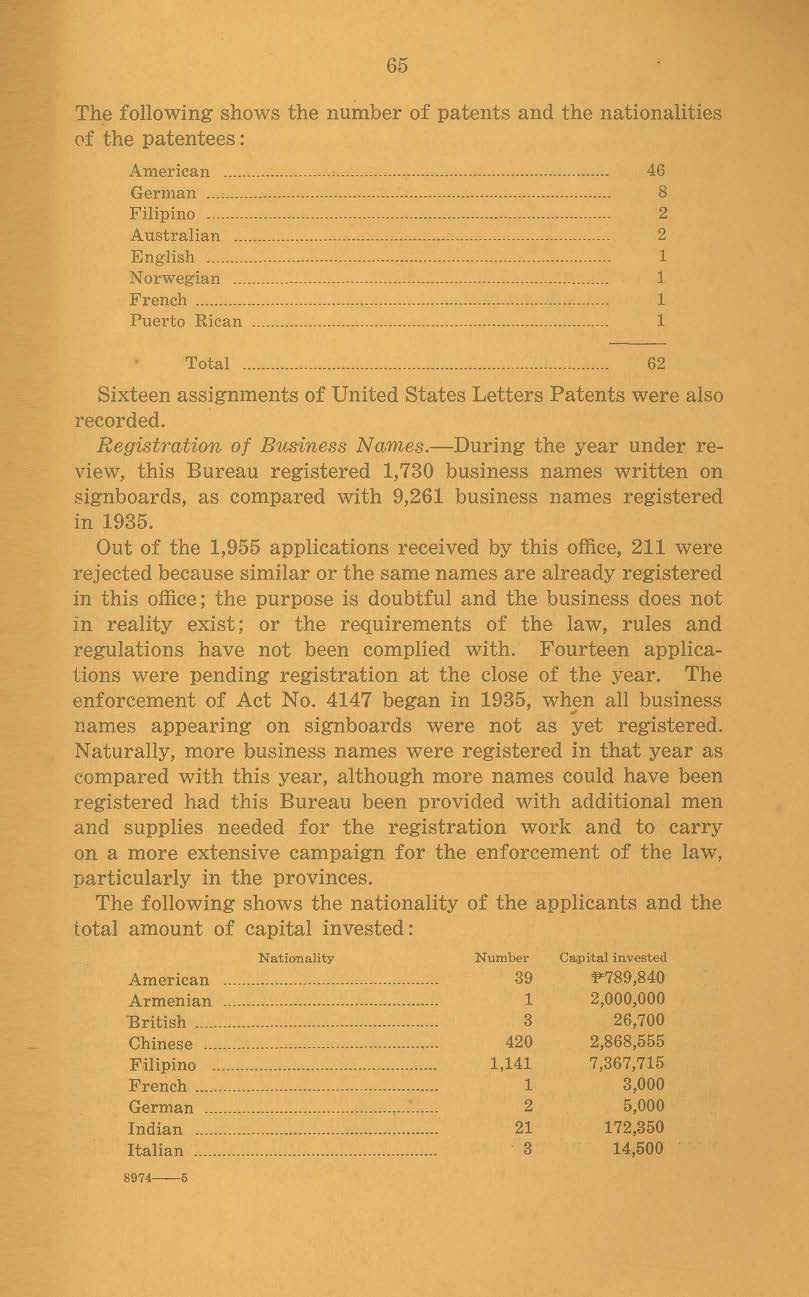 65
The following shows the number of patents and the nationalities
of the patentees:
American 46
German 8
Filipino 2
Australian 2
English 1
Norwegian 1
French 1
Puerto Rican 1
Total 62
Sixteen assignments of United States Letters Patents were also
recorded.
Registration of Business Names.—During the year under re-
view, this Bureau registered 1,730 business names written on
signboards, as compared with 9,261 business names registered
in 1935.
Out of the 1,955 applications received by this office, 211 were
rejected because similar or the same names are already registered
in this office; the purpose is doubtful and the business does not
in reality exist; or the requirements of the law, rules and
regulations have not been complied with. Fourteen applica-
tions were pending registration at the close of the year. The
enforcement of Act No. 4147 began in 1935, when all business
names appearing on signboards were not as yet registered.
Naturally, more business names were registered in that year as
compared with this year, although more names could have been
registered had this Bureau been provided with additional men
and supplies needed for the registration work and to carry
on a more extensive campaign for the enforcement of the law,
particularly in the provinces.
The following shows the nationality of the applicants and the
total amount of capital invested:
Nationality Number Capital invested
American 39 ₱789,840
Armenian 1 2,000,000
British 3 26,700
Chinese 420 2,868,555
Filipino 1,141 7,367,715
French 1 3,000
German 2 5,000
Indian 21 172,350
Italian 3 14,500
8974——5